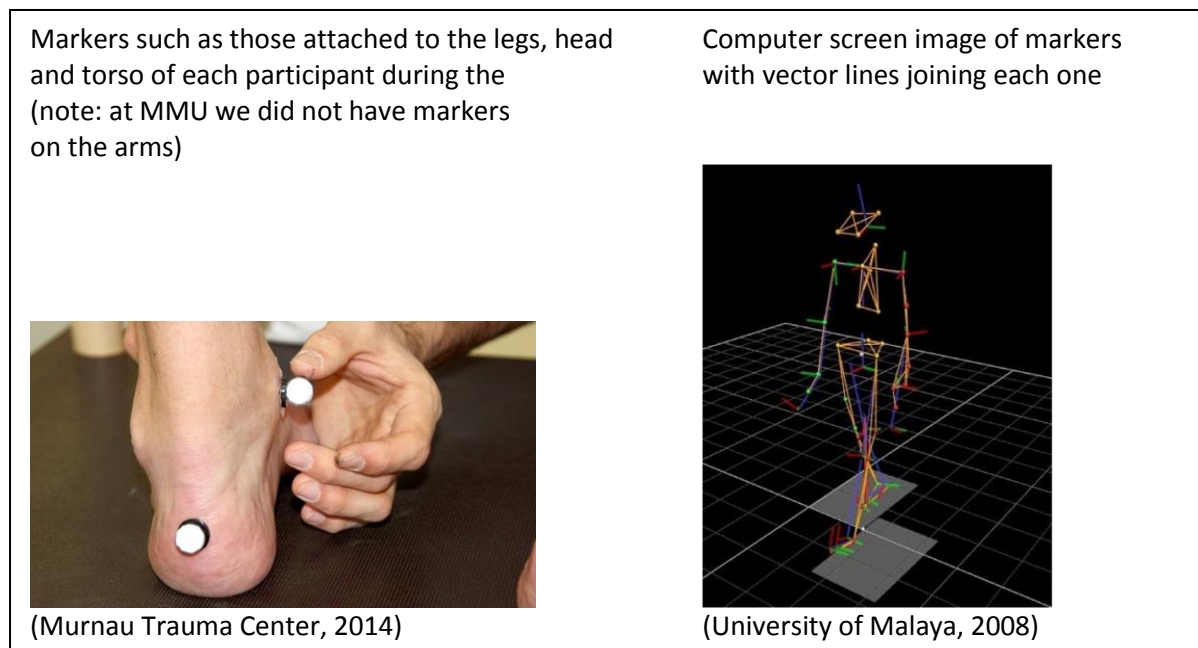 Markers such as those attached to the legs, head
and torso of each participant during the
(note: at MMU we did not have markers
on the arms)
Computer screen image of markers
with vector lines joining each one
(Murnau Trauma Center, 2014)
(University of Malaya, 2008)